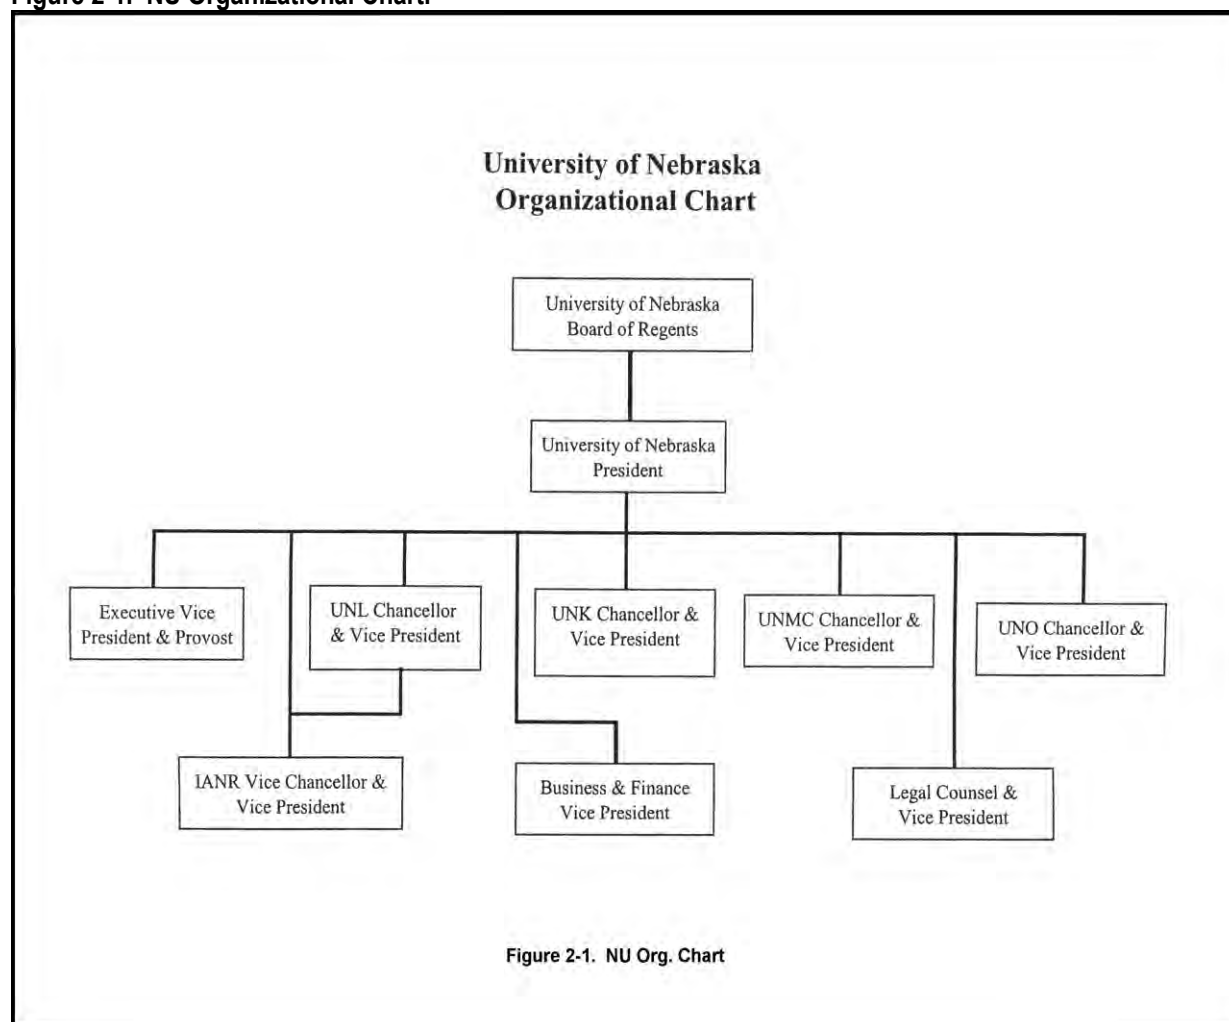 Figure 2-1.  NU Organizational Chart.
University of Nebraska
Organizational Chart
University of Nebraska
Board of Regents
University of Nebraska
President
Executive Vice
President & Provost
UNL Chancellor
& Vice President
UNK Chancellor &
Vice President
UNMC Chancellor &
Vice President
UNO Chancellor &
Vice President
IANR Vice Chancellor &
Vice President
Business & Finance
Vice President
Legal Counsel &
Vice President
Figure 2-1.  NU Org. Chart